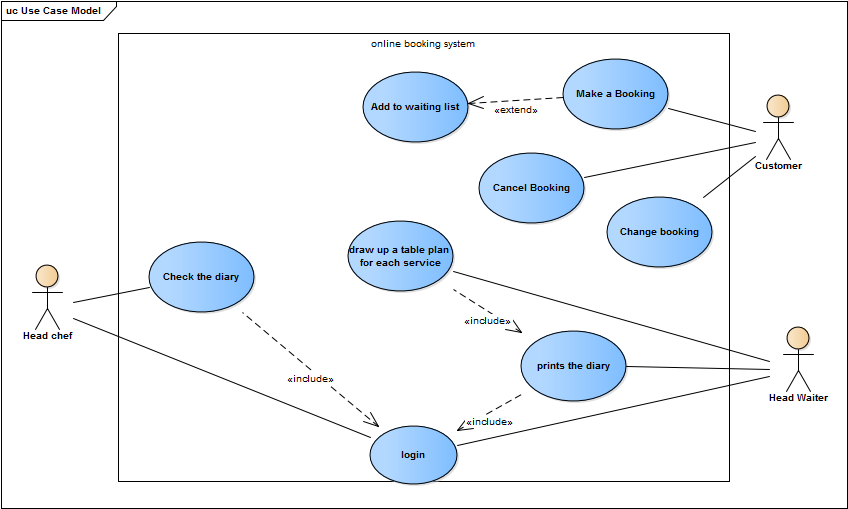 uc Use Case Model
online booking system
Add to waiting list
«extend»
Make a Booking
Customer
Cancel Booking
Change booking
draw up a table plan
for each service
Check the diary
«include»
Head chef
prints the diary
Head Waiter
«include»
«include»
login